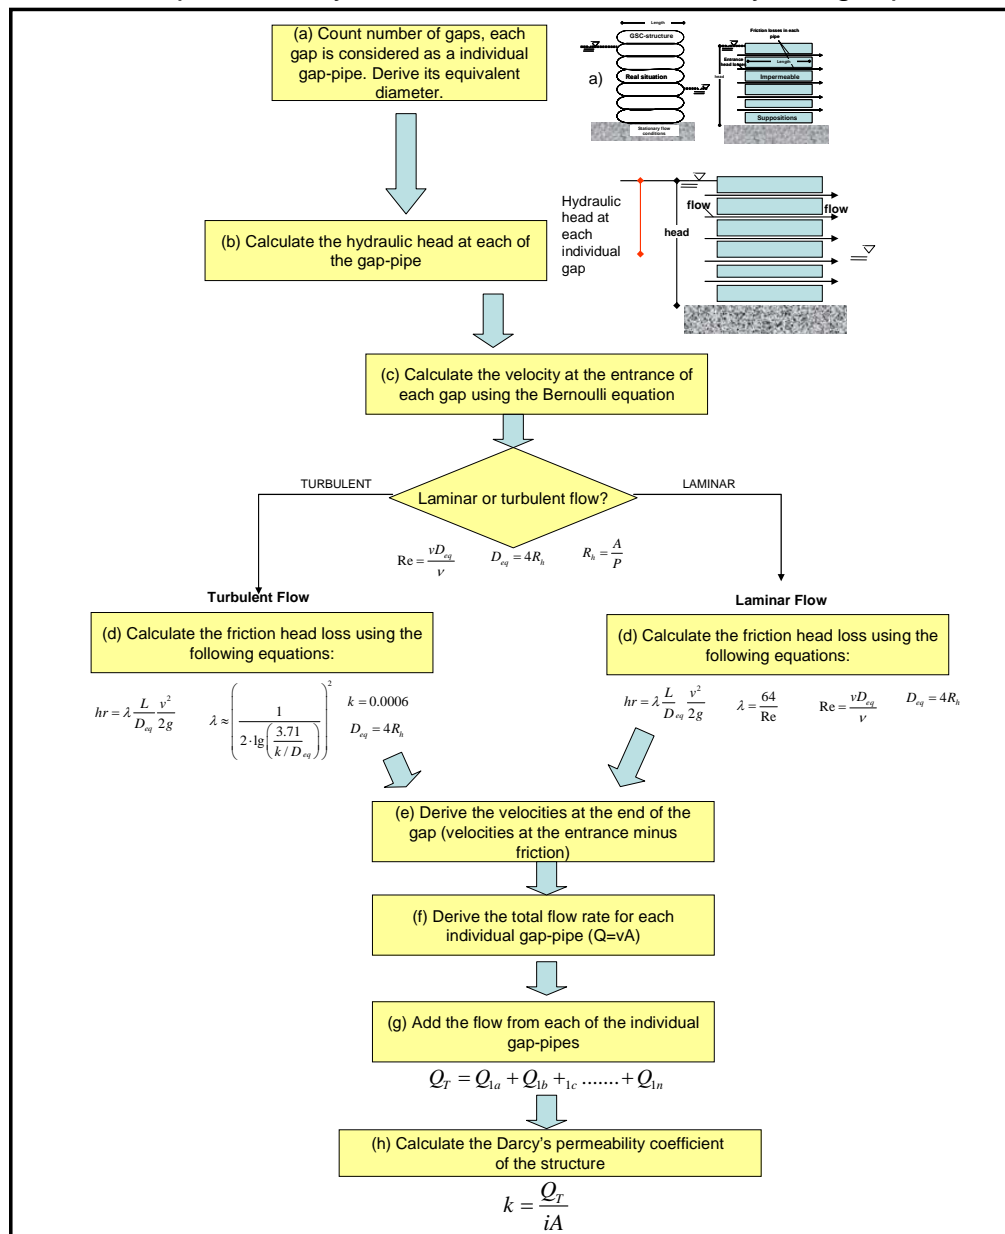 (a) Count number of gaps, each
gap is considered as a individual
gap-pipe. Derive its equivalent
diameter.
a)
Length
GSC-structure
Real situation
Stationary flow
conditions
Friction losses in each
pipe
Entrance
head losses
head
Length
Impermeable
Suppositions
(b) Calculate the hydraulic head at each of
the gap-pipe
Hydraulic
head at
each
individual
gap
head
flow
flow
(c) Calculate the velocity at the entrance of
each gap using the Bernoulli equation
TURBULENT
Laminar or turbulent flow?
LAMINAR
Re = vD_eq / ν    D_eq = 4R_h    R_h = A / P
Turbulent Flow
(d) Calculate the friction head loss using the
following equations:
hr = λ (L / D_eq) (v² / 2g)    λ ≈ (1 / (2·lg(3.71 / (k / D_eq))))²    k = 0.0006
D_eq = 4R_h
Laminar Flow
(d) Calculate the friction head loss using the
following equations:
hr = λ (L / D_eq) (v² / 2g)    λ = 64 / Re    Re = vD_eq / ν    D_eq = 4R_h
(e) Derive the velocities at the end of the
gap (velocities at the entrance minus
friction)
(f) Derive the total flow rate for each
individual gap-pipe (Q=vA)
(g) Add the flow from each of the individual
gap-pipes
Q_T = Q_1a + Q_1b + _1c ....... + Q_1n
(h) Calculate the Darcy's permeability coefficient
of the structure
k = Q_T / iA